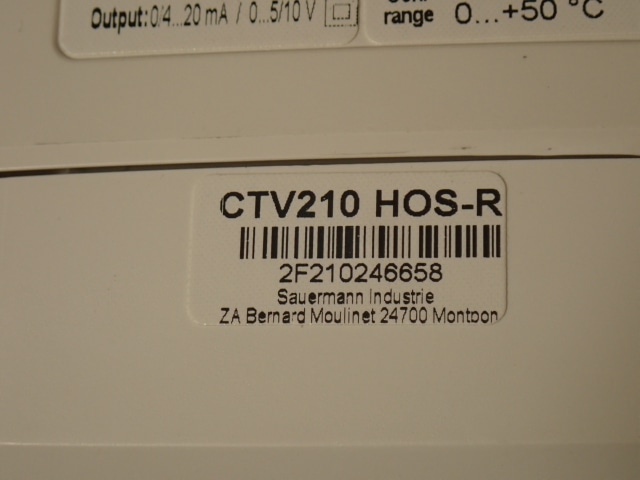 Output: 0/4...20 mA / 0...5/10 V
range 0...+50 °C
CTV210 HOS-R
2F210246658
Sauermann Industrie
ZA Bernard Moulinet 24700 Montpon